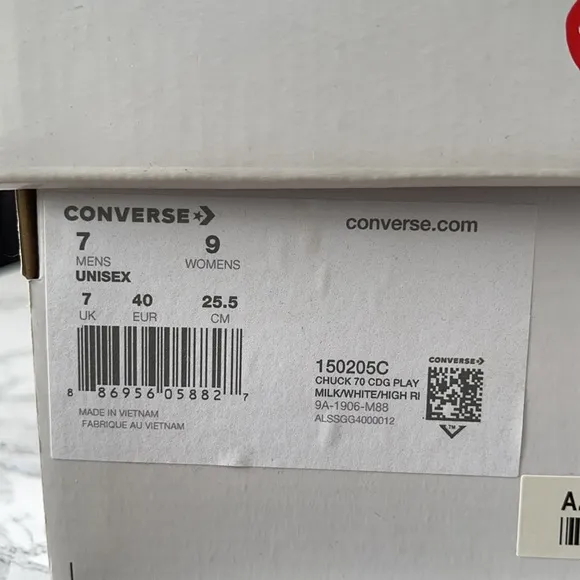 CONVERSE
converse.com
7 9
MENS WOMENS
UNISEX
7 40 25.5
UK EUR CM
8 86956 05882 7
MADE IN VIETNAM
FABRIQUE AU VIETNAM
150205C
CHUCK 70 CDG PLAY
MILK/WHITE/HIGH RI
9A-1906-M88
ALSSGG4000012
CONVERSE
TM